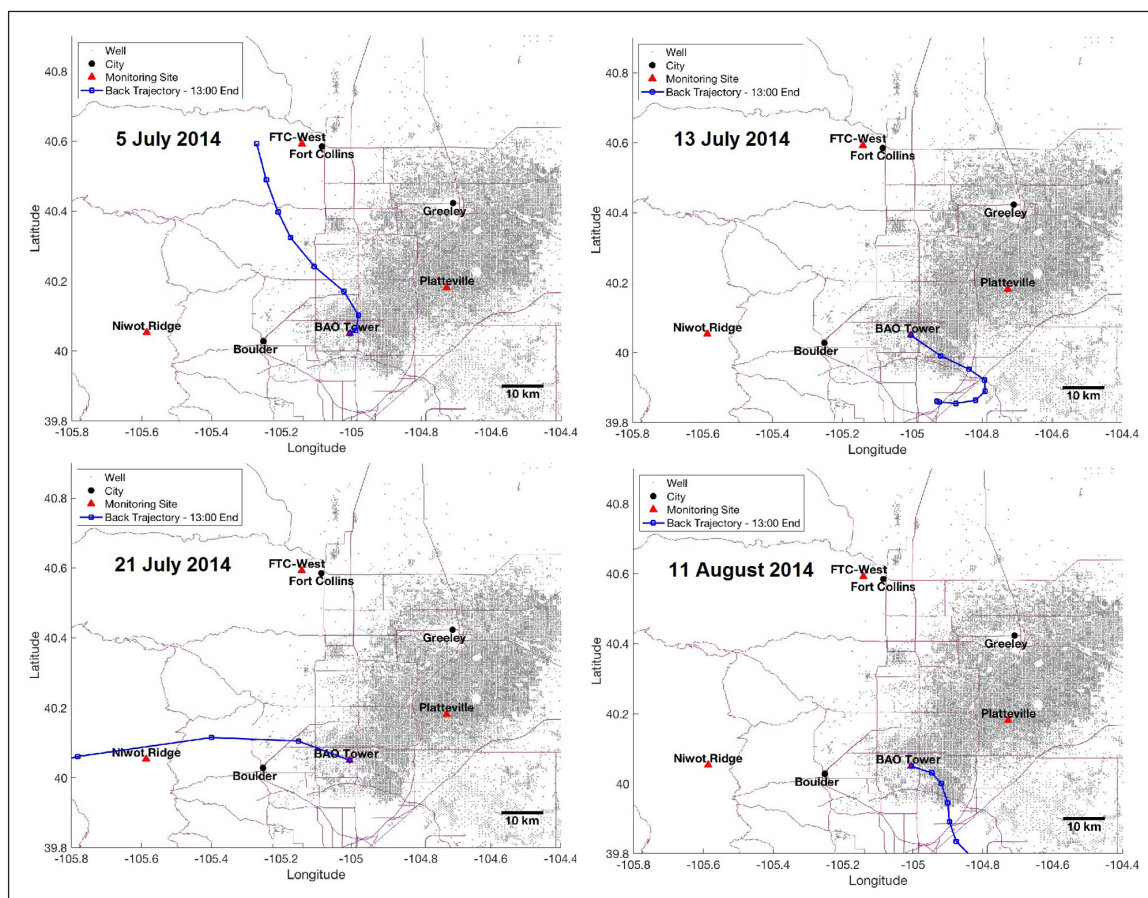 Well
City
Monitoring Site
Back Trajectory - 13:00 End
5 July 2014
FTC-West
Fort Collins
Greeley
Platteville
BAO Tower
Niwot Ridge
Boulder
10 km
40.8
40.6
40.4
40.2
40
39.8
Latitude
-105.8 -105.6 -105.4 -105.2 -105 -104.8 -104.6 -104.4
Longitude
Well
City
Monitoring Site
Back Trajectory - 13:00 End
13 July 2014
FTC-West
Fort Collins
Greeley
Platteville
BAO Tower
Niwot Ridge
Boulder
10 km
40.8
40.6
40.4
40.2
40
39.8
Latitude
-105.8 -105.6 -105.4 -105.2 -105 -104.8 -104.6 -104.4
Longitude
Well
City
Monitoring Site
Back Trajectory - 13:00 End
21 July 2014
FTC-West
Fort Collins
Greeley
Platteville
BAO Tower
Niwot Ridge
Boulder
10 km
40.8
40.6
40.4
40.2
40
39.8
Latitude
-105.8 -105.6 -105.4 -105.2 -105 -104.8 -104.6 -104.4
Longitude
Well
City
Monitoring Site
Back Trajectory - 13:00 End
11 August 2014
FTC-West
Fort Collins
Greeley
Platteville
BAO Tower
Niwot Ridge
Boulder
10 km
40.8
40.6
40.4
40.2
40
39.8
Latitude
-105.8 -105.6 -105.4 -105.2 -105 -104.8 -104.6 -104.4
Longitude